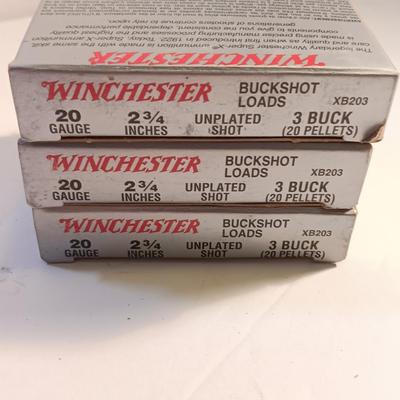 WINCHESTER
The legendary Winchester Super-X ammunition is made with the same skill,
care and quality as when first introduced in 1922. Today, Super-X ammunition
is made using precise manufacturing processes and the highest quality
components to give you the consistent, dependable performance
generations of shooters continue to rely upon.
WINCHESTER BUCKSHOT
LOADS XB203
20 2 3/4 UNPLATED 3 BUCK
GAUGE INCHES SHOT (20 PELLETS)
WINCHESTER BUCKSHOT
LOADS XB203
20 2 3/4 UNPLATED 3 BUCK
GAUGE INCHES SHOT (20 PELLETS)
WINCHESTER BUCKSHOT
LOADS XB203
20 2 3/4 UNPLATED 3 BUCK
GAUGE INCHES SHOT (20 PELLETS)